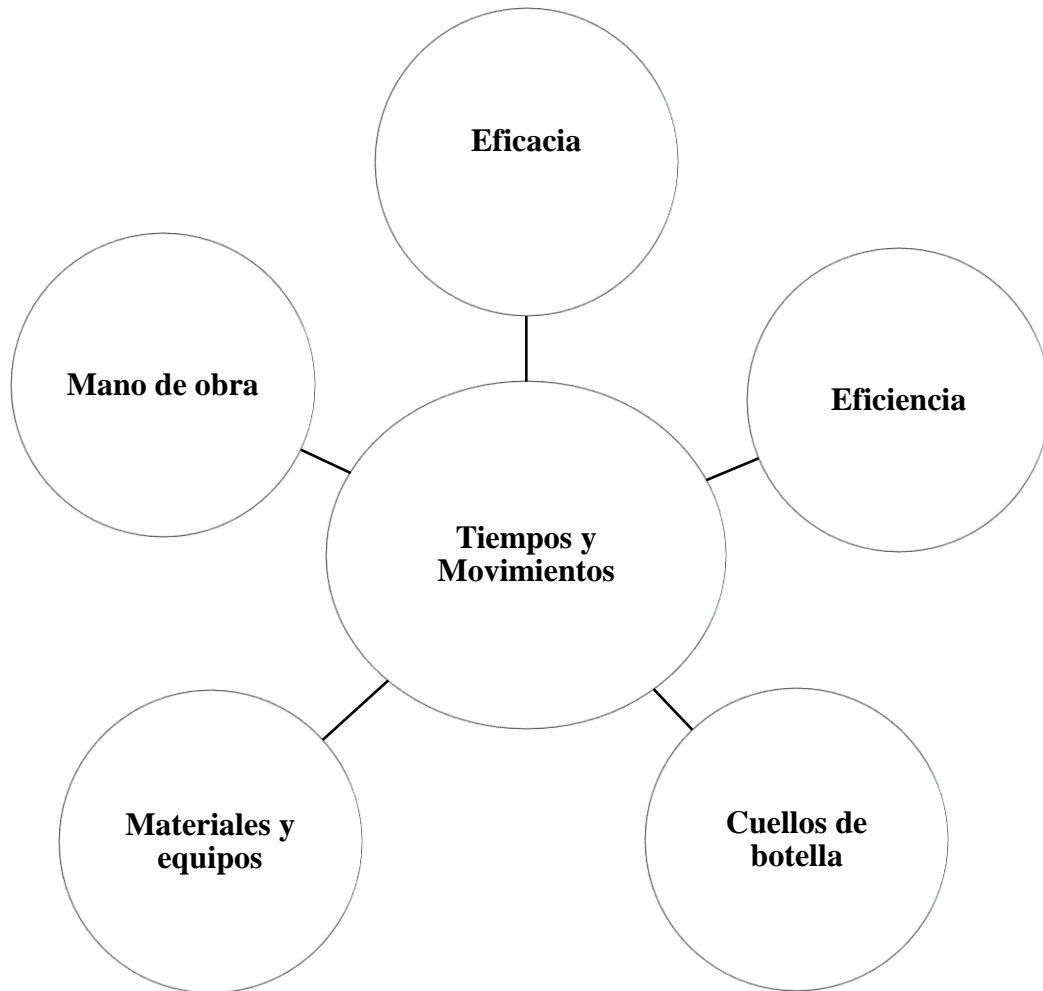 Eficacia
Mano de obra
Eficiencia
Tiempos y
Movimientos
Materiales y
equipos
Cuellos de
botella